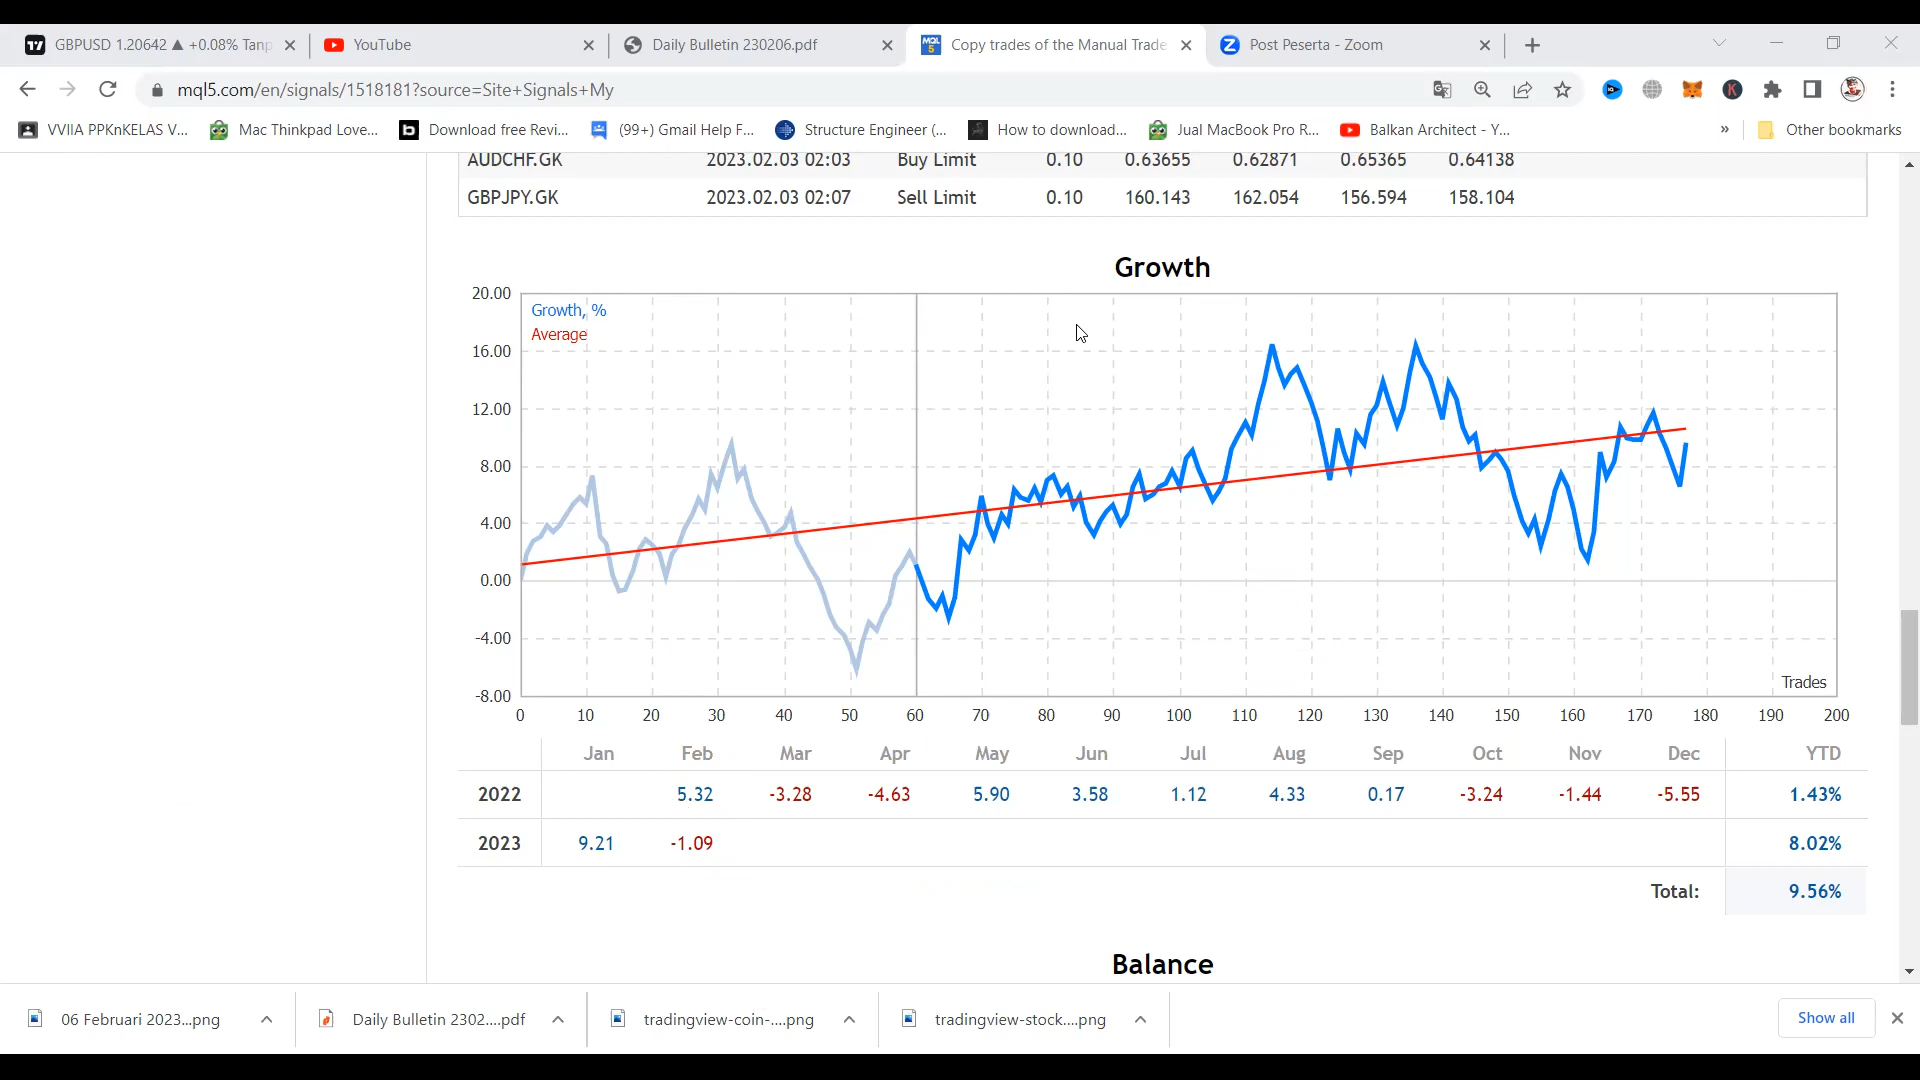 GBPUSD 1.20642 ▲ +0.08% Tanp
YouTube
Daily Bulletin 230206.pdf
Copy trades of the Manual Trade
Post Peserta - Zoom
mql5.com/en/signals/1518181?source=Site+Signals+My
VVIIA PPKnKELAS V...
Mac Thinkpad Love...
Download free Revi...
(99+) Gmail Help F...
Structure Engineer (...
How to download...
Jual MacBook Pro R...
Balkan Architect - Y...
»
Other bookmarks
AUDCHF.GK 2023.02.03 02:03 Buy Limit 0.10 0.63655 0.62871 0.65365 0.64138
GBPJPY.GK 2023.02.03 02:07 Sell Limit 0.10 160.143 162.054 156.594 158.104
Growth
Growth, %
Average
20.00
16.00
12.00
8.00
4.00
0.00
-4.00
-8.00
Trades
0 10 20 30 40 50 60 70 80 90 100 110 120 130 140 150 160 170 180 190 200
Jan Feb Mar Apr May Jun Jul Aug Sep Oct Nov Dec YTD
2022 5.32 -3.28 -4.63 5.90 3.58 1.12 4.33 0.17 -3.24 -1.44 -5.55 1.43%
2023 9.21 -1.09 8.02%
Total: 9.56%
Balance
06 Februari 2023...png
Daily Bulletin 2302....pdf
tradingview-coin-....png
tradingview-stock....png
Show all